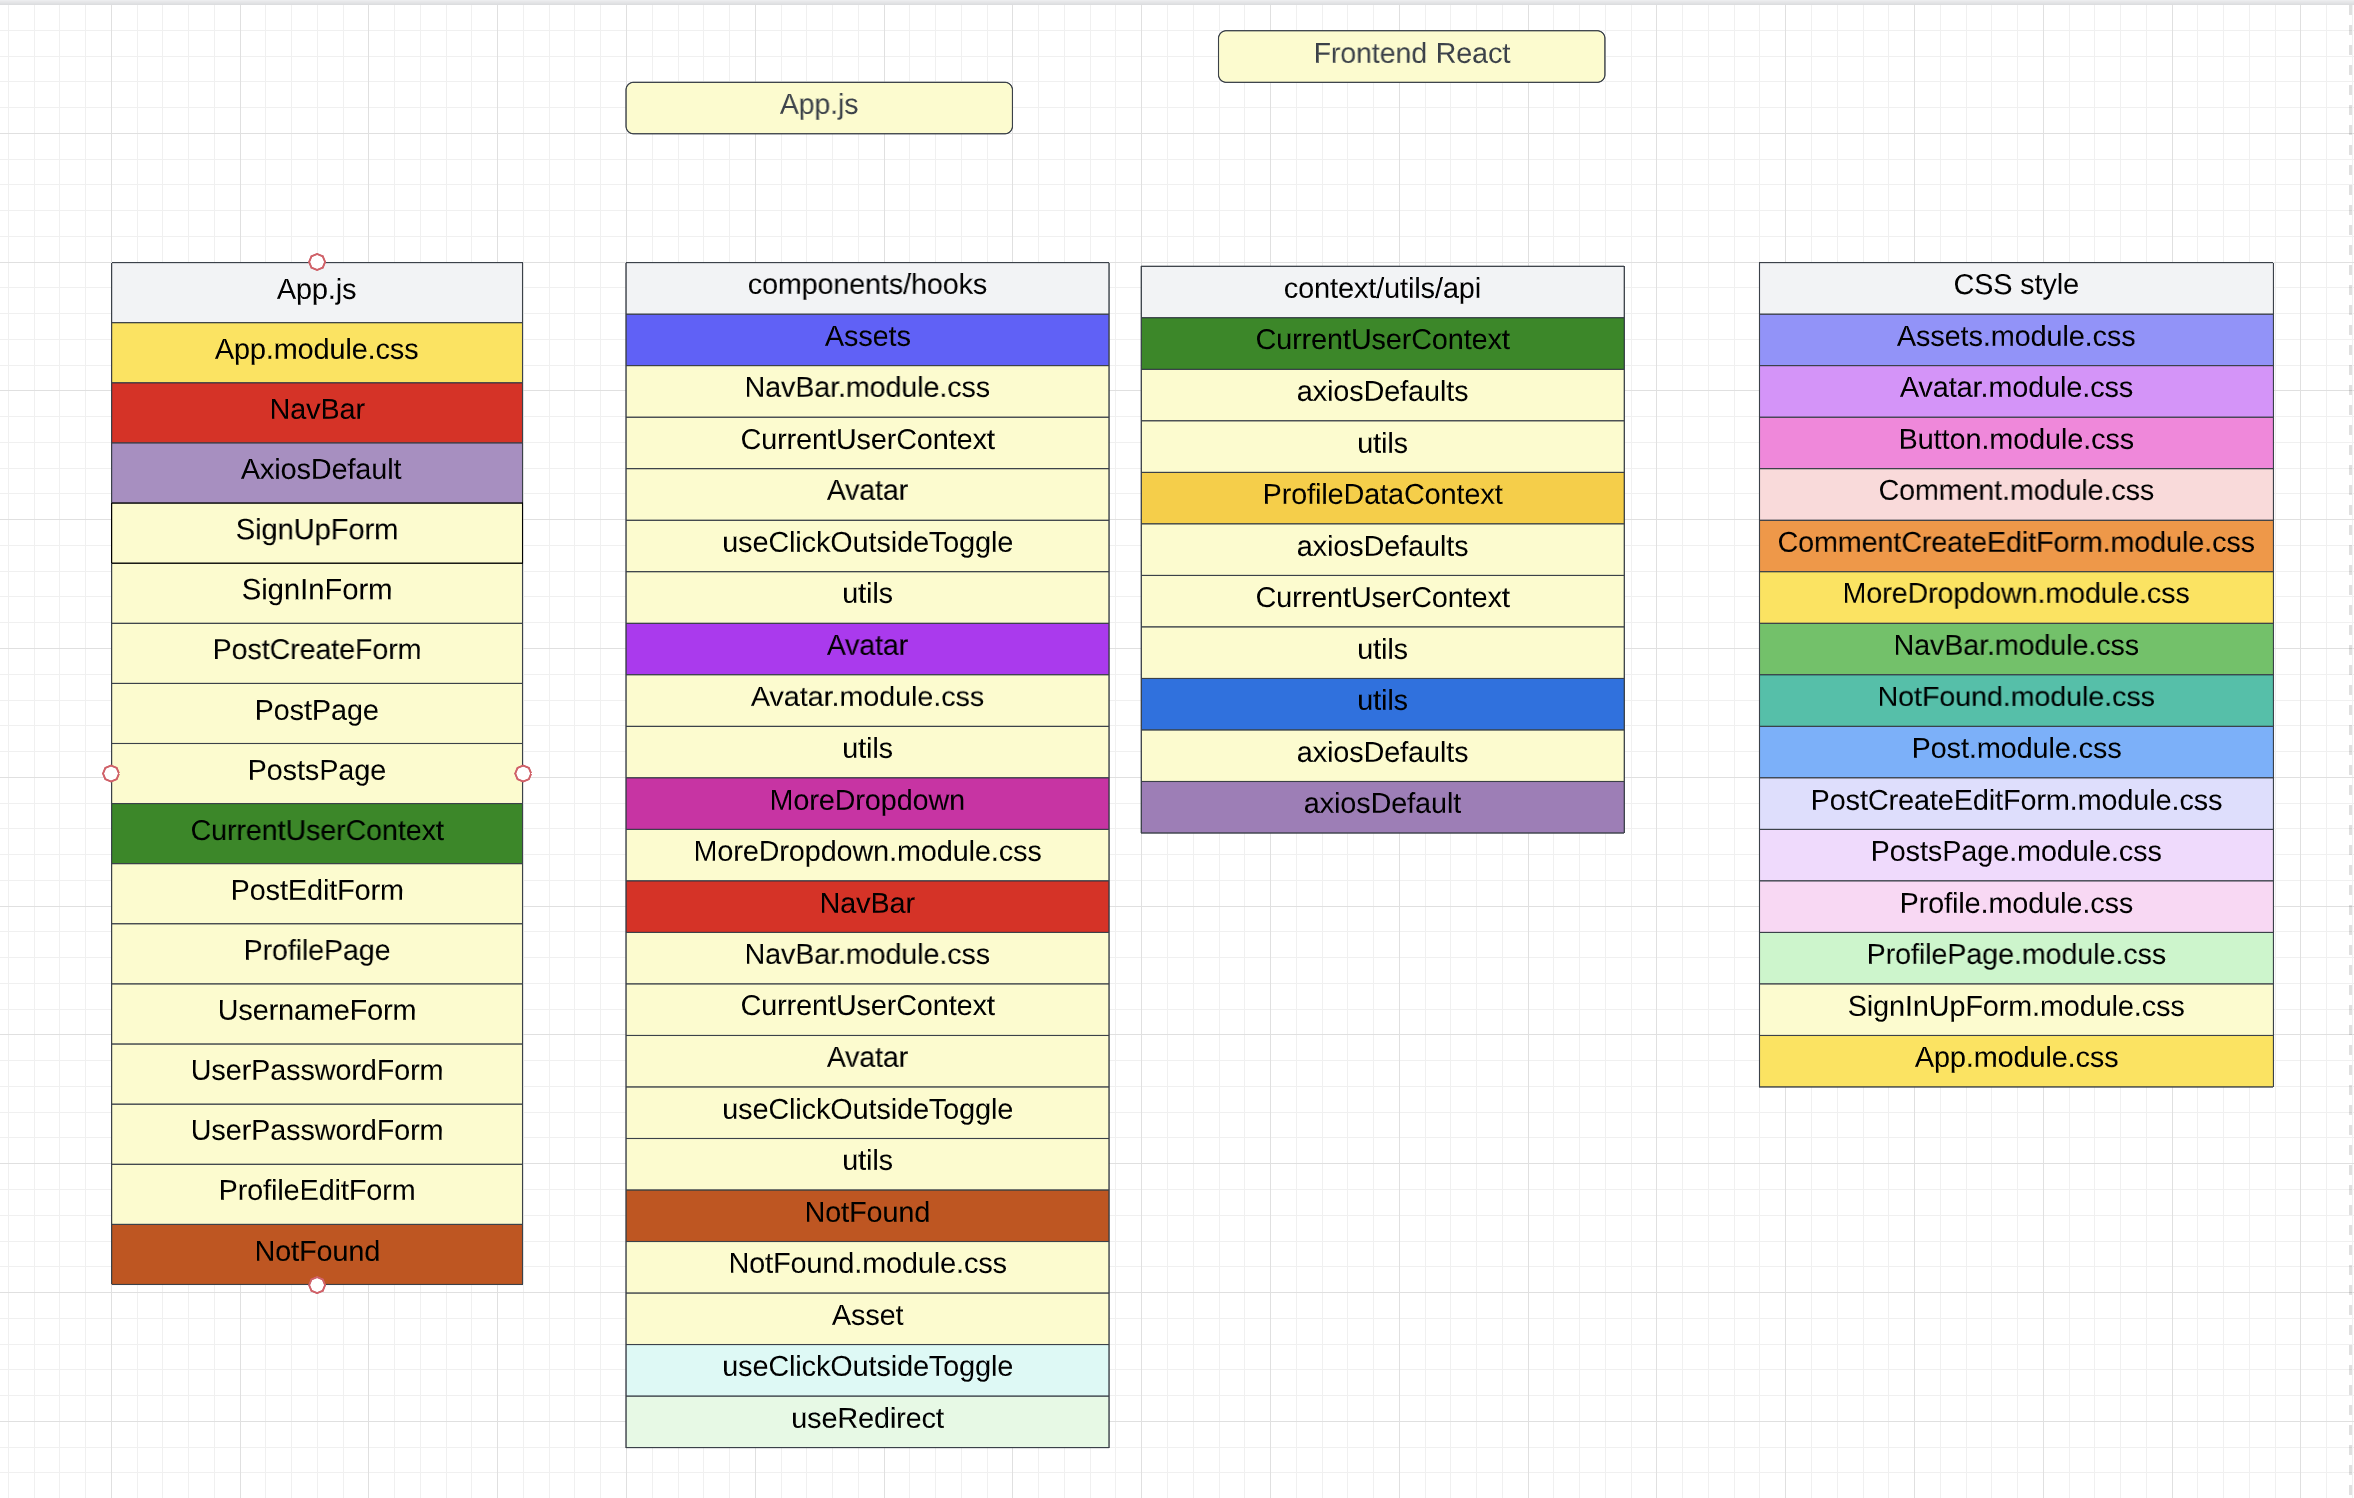 Frontend React
App.js
App.js
App.module.css
NavBar
AxiosDefault
SignUpForm
SignInForm
PostCreateForm
PostPage
PostsPage
CurrentUserContext
PostEditForm
ProfilePage
UsernameForm
UserPasswordForm
UserPasswordForm
ProfileEditForm
NotFound
components/hooks
Assets
NavBar.module.css
CurrentUserContext
Avatar
useClickOutsideToggle
utils
Avatar
Avatar.module.css
utils
MoreDropdown
MoreDropdown.module.css
NavBar
NavBar.module.css
CurrentUserContext
Avatar
useClickOutsideToggle
utils
NotFound
NotFound.module.css
Asset
useClickOutsideToggle
useRedirect
context/utils/api
CurrentUserContext
axiosDefaults
utils
ProfileDataContext
axiosDefaults
CurrentUserContext
utils
utils
axiosDefaults
axiosDefault
CSS style
Assets.module.css
Avatar.module.css
Button.module.css
Comment.module.css
CommentCreateEditForm.module.css
MoreDropdown.module.css
NavBar.module.css
NotFound.module.css
Post.module.css
PostCreateEditForm.module.css
PostsPage.module.css
Profile.module.css
ProfilePage.module.css
SignInUpForm.module.css
App.module.css